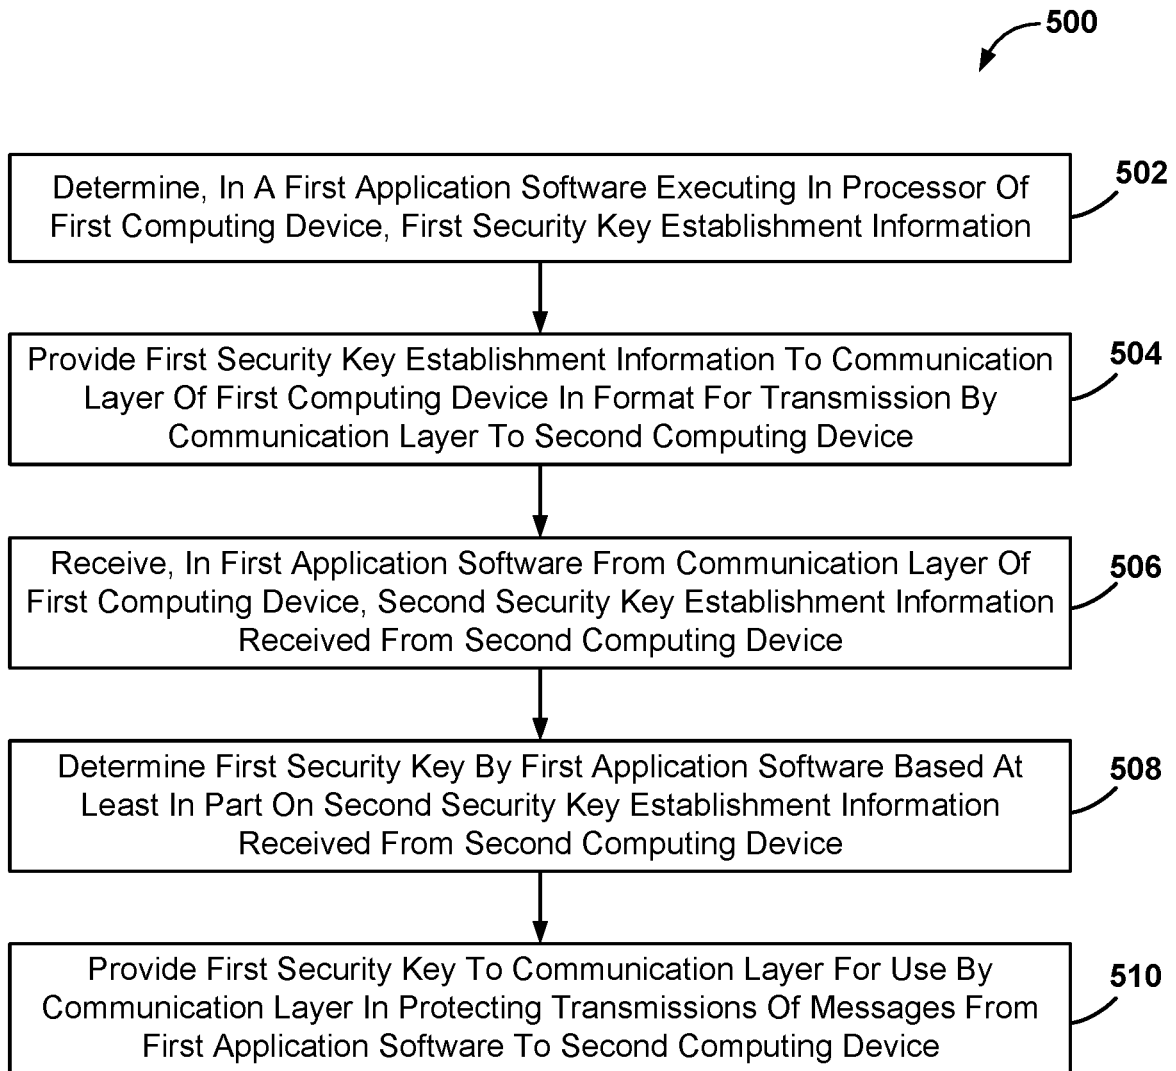 500
Determine, In A First Application Software Executing In Processor Of
First Computing Device, First Security Key Establishment Information
502
Provide First Security Key Establishment Information To Communication
Layer Of First Computing Device In Format For Transmission By
Communication Layer To Second Computing Device
504
Receive, In First Application Software From Communication Layer Of
First Computing Device, Second Security Key Establishment Information
Received From Second Computing Device
506
Determine First Security Key By First Application Software Based At
Least In Part On Second Security Key Establishment Information
Received From Second Computing Device
508
Provide First Security Key To Communication Layer For Use By
Communication Layer In Protecting Transmissions Of Messages From
First Application Software To Second Computing Device
510